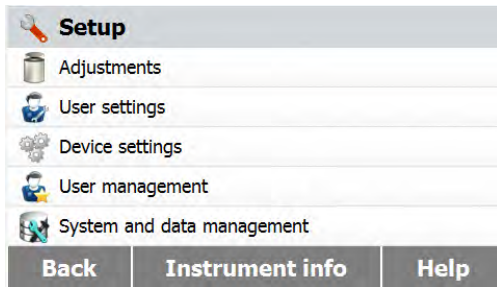 Setup
Adjustments
User settings
Device settings
User management
System and data management
Back Instrument info Help